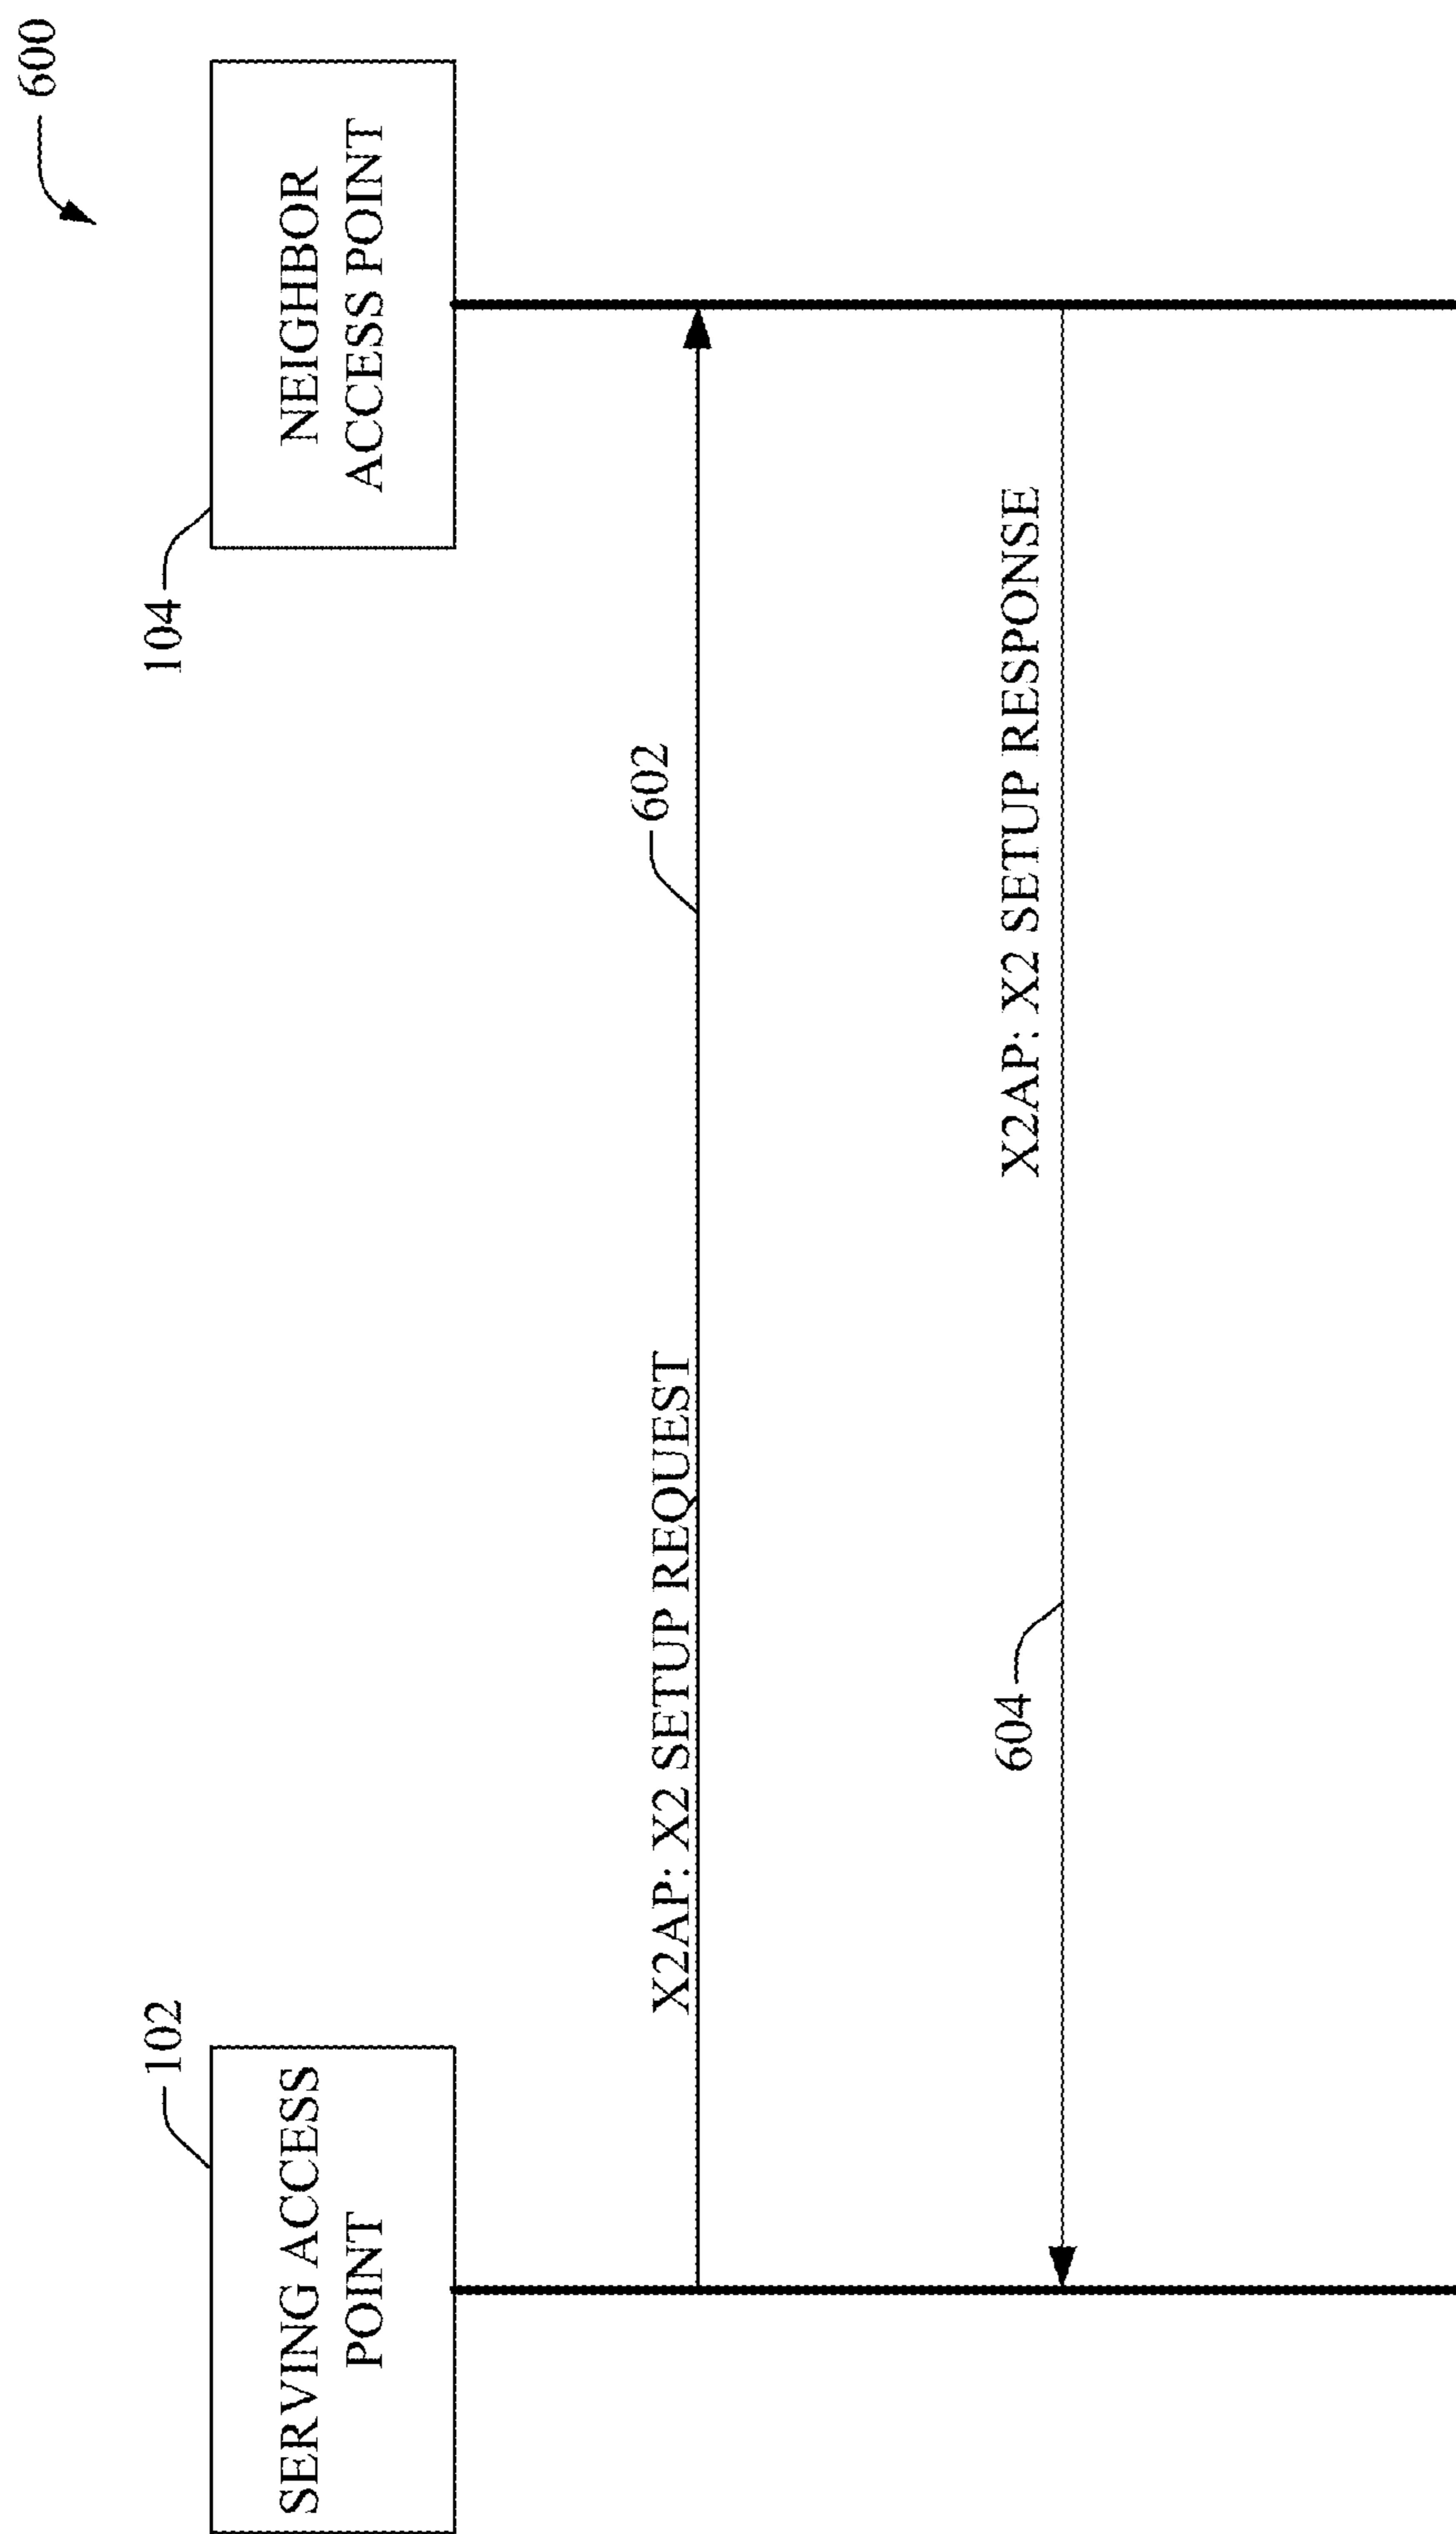 600
102
104
SERVING ACCESS
POINT
NEIGHBOR
ACCESS POINT
X2AP: X2 SETUP REQUEST
602
604
X2AP: X2 SETUP RESPONSE